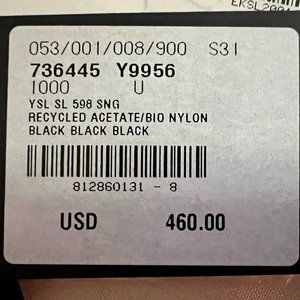 EKSL2001
053/001/008/900 S31
736445 Y9956
1000 U
YSL SL 598 SNG
RECYCLED ACETATE/BIO NYLON
BLACK BLACK BLACK
812860131 - 8
USD 460.00